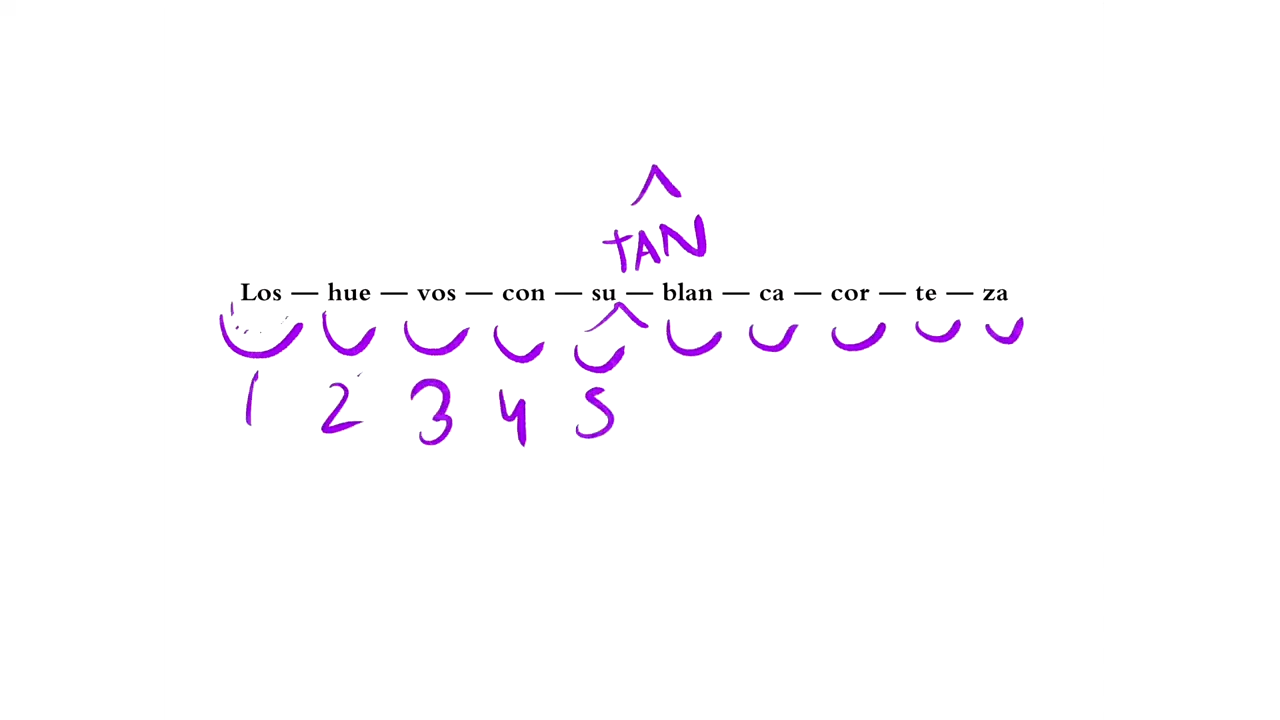 TAN
Los — hue — vos — con — su — blan — ca — cor — te — za
1 2 3 4 5